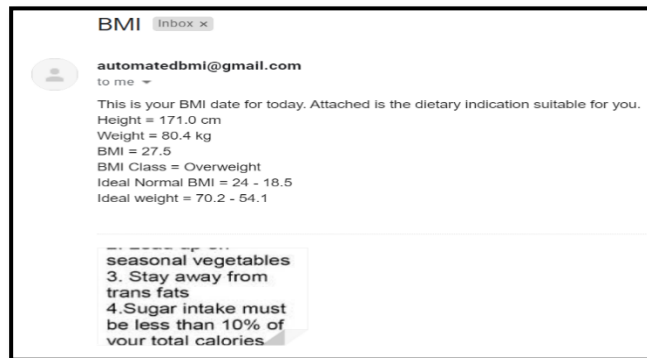 BMI Inbox ×
automatedbmi@gmail.com
to me
This is your BMI date for today. Attached is the dietary indication suitable for you.
Height = 171.0 cm
Weight = 80.4 kg
BMI = 27.5
BMI Class = Overweight
Ideal Normal BMI = 24 - 18.5
Ideal weight = 70.2 - 54.1
seasonal vegetables
3. Stay away from
trans fats
4.Sugar intake must
be less than 10% of
your total calories